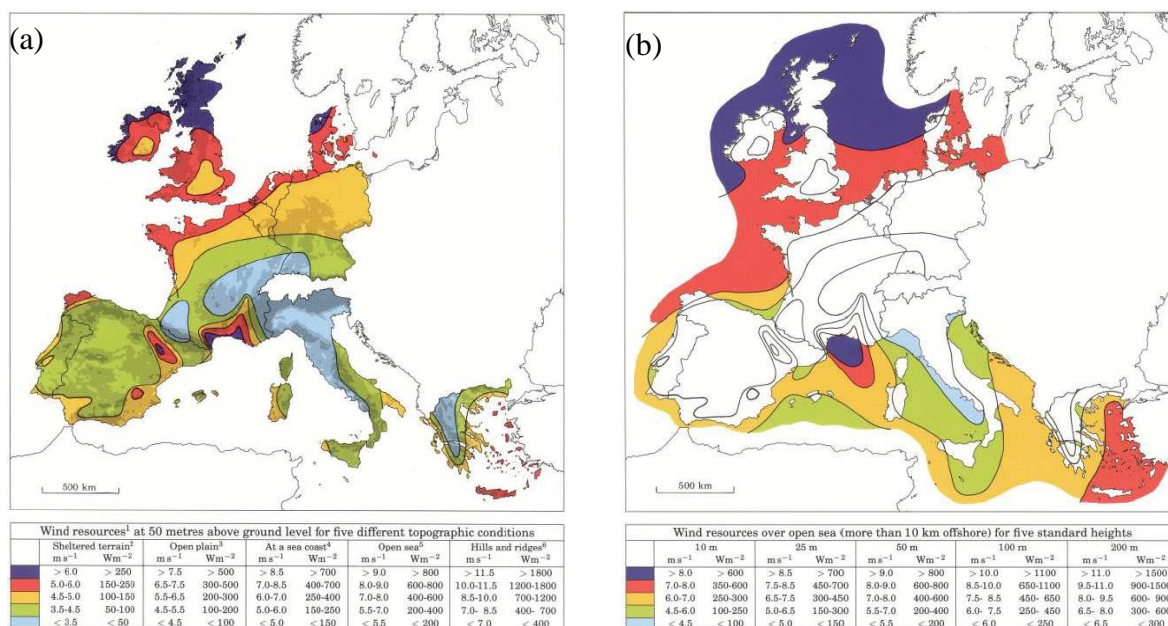 (a)
500 km
Wind resources¹ at 50 metres above ground level for five different topographic conditions
Sheltered terrain² Open plain³ At a sea coast⁴ Open sea⁵ Hills and ridges⁶
m s⁻¹ Wm⁻² m s⁻¹ Wm⁻² m s⁻¹ Wm⁻² m s⁻¹ Wm⁻² m s⁻¹ Wm⁻²
> 6.0 > 250 > 7.5 > 500 > 8.5 > 700 > 9.0 > 800 > 11.5 > 1800
5.0-6.0 150-250 6.5-7.5 300-500 7.0-8.5 400-700 8.0-9.0 600-800 10.0-11.5 1200-1800
4.5-5.0 100-150 5.5-6.5 200-300 6.0-7.0 250-400 7.0-8.0 400-600 8.5-10.0 700-1200
3.5-4.5 50-100 4.5-5.5 100-200 5.0-6.0 150-250 5.5-7.0 200-400 7.0- 8.5 400- 700
< 3.5 < 50 < 4.5 < 100 < 5.0 < 150 < 5.5 < 200 < 7.0 < 400
(b)
500 km
Wind resources over open sea (more than 10 km offshore) for five standard heights
10 m 25 m 50 m 100 m 200 m
m s⁻¹ Wm⁻² m s⁻¹ Wm⁻² m s⁻¹ Wm⁻² m s⁻¹ Wm⁻² m s⁻¹ Wm⁻²
> 8.0 > 600 > 8.5 > 700 > 9.0 > 800 > 10.0 > 1100 > 11.0 > 1500
7.0-8.0 350-600 7.5-8.5 450-700 8.0-9.0 600-800 8.5-10.0 650-1100 9.5-11.0 900-1500
6.0-7.0 250-300 6.5-7.5 300-450 7.0-8.0 400-600 7.5- 8.5 450- 650 8.0- 9.5 600- 900
4.5-6.0 100-250 5.0-6.5 150-300 5.5-7.0 200-400 6.0- 7.5 250- 450 6.5- 8.0 300- 600
< 4.5 < 100 < 5.0 < 150 < 5.5 < 200 < 6.0 < 250 < 6.5 < 300